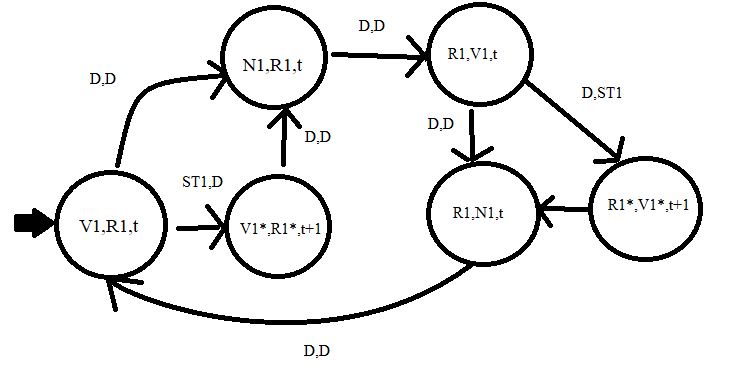 D,D
N1,R1,t
R1,V1,t
D,D
D,ST1
D,D
D,D
ST1,D
R1*,V1*,t+1
R1,N1,t
V1,R1,t
V1*,R1*,t+1
D,D